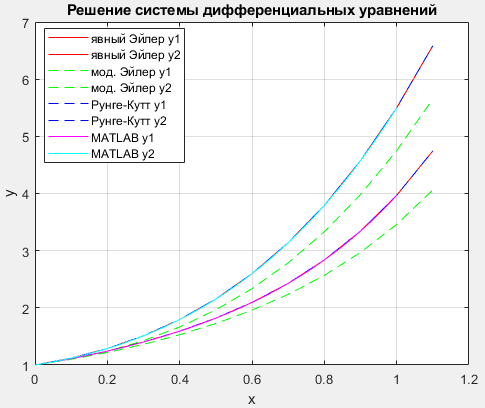 Решение системы дифференциальных уравнений
7
6
5
4
3
2
1
y
явный Эйлер y1
явный Эйлер y2
мод. Эйлер y1
мод. Эйлер y2
Рунге-Кутт y1
Рунге-Кутт y2
MATLAB y1
MATLAB y2
0 0.2 0.4 0.6 0.8 1 1.2
x